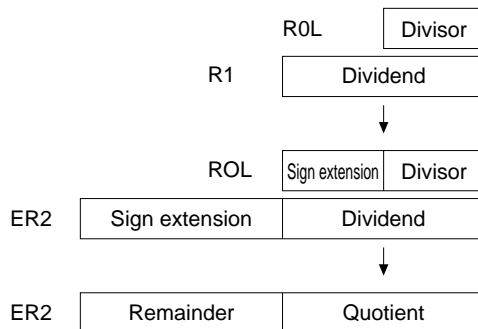 R0L Divisor
R1 Dividend
ROL Sign extension Divisor
ER2 Sign extension Dividend
ER2 Remainder Quotient